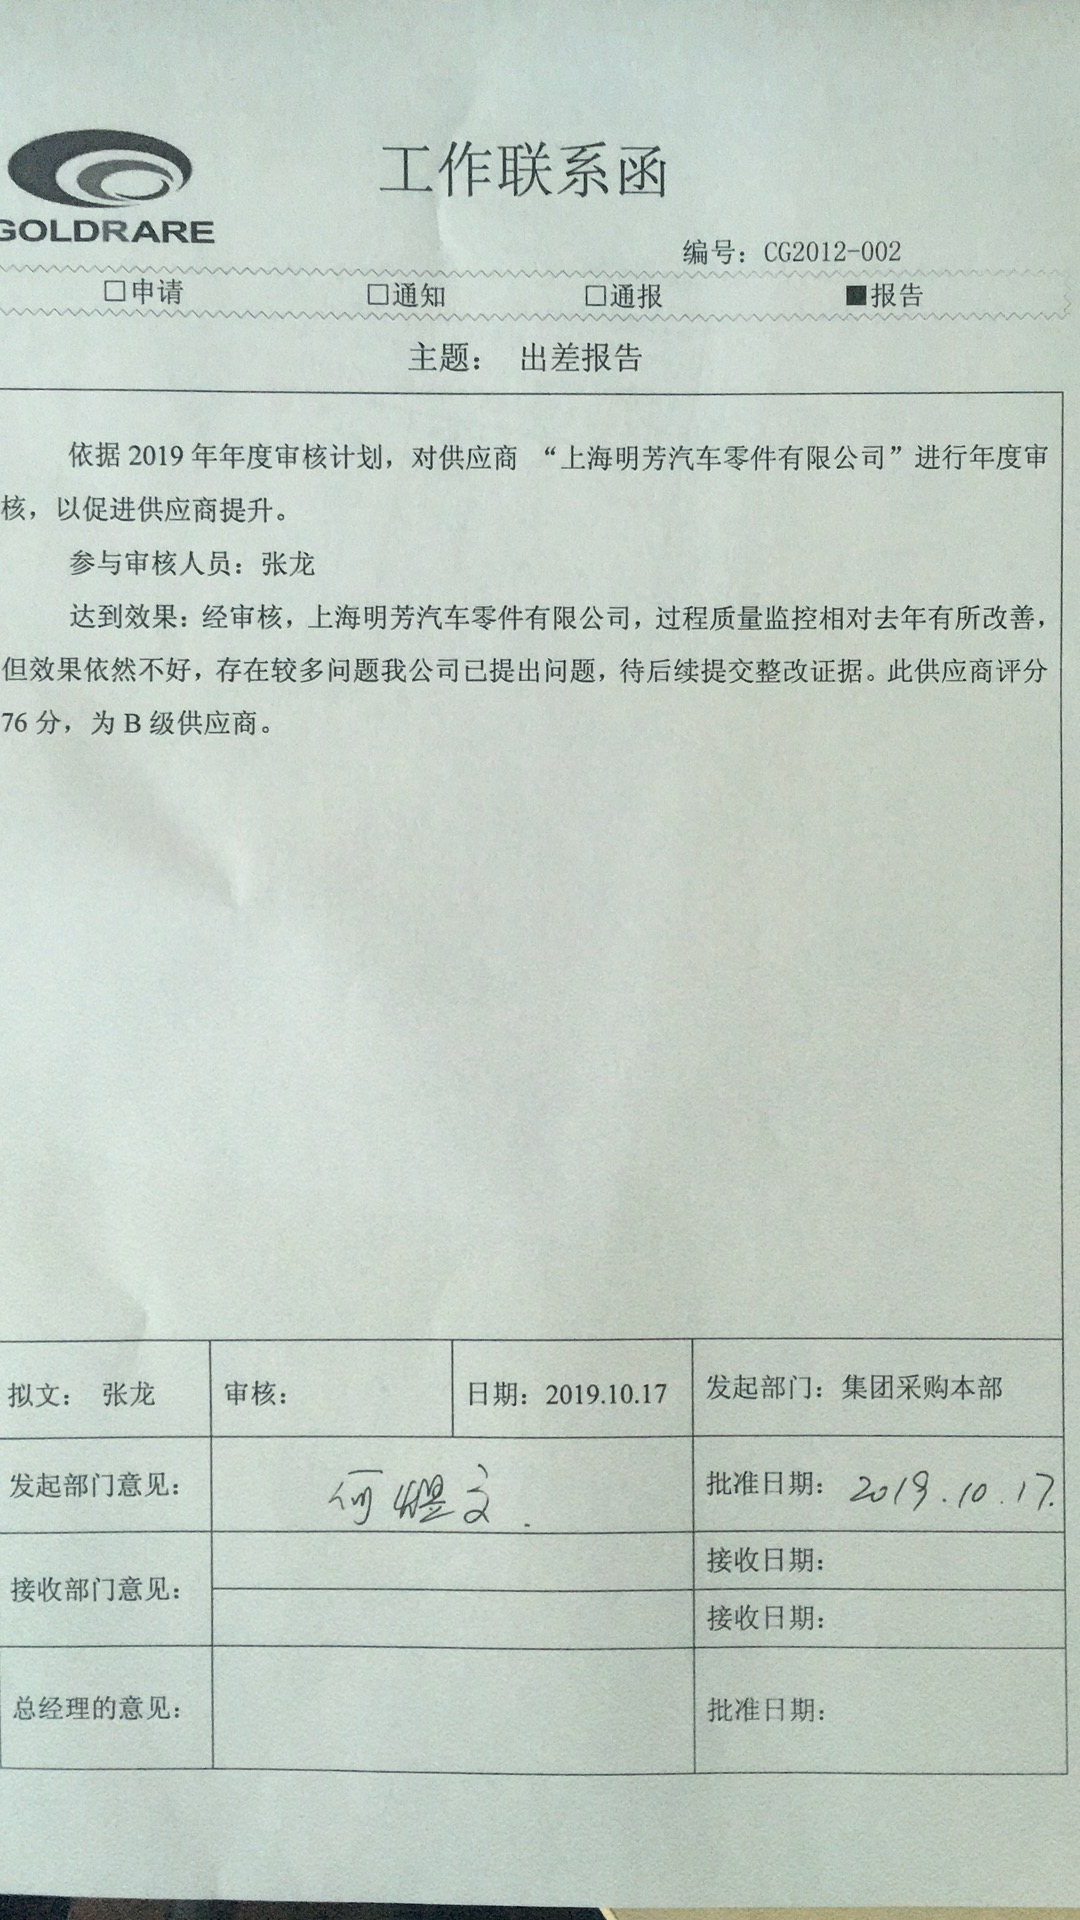 GOLDRARE
工作联系函
编号：CG2012-002
□申请 □通知 □通报 ■报告
主题： 出差报告
依据 2019 年年度审核计划，对供应商 “上海明芳汽车零件有限公司”进行年度审
核，以促进供应商提升。
参与审核人员：张龙
达到效果：经审核，上海明芳汽车零件有限公司，过程质量监控相对去年有所改善，
但效果依然不好，存在较多问题我公司已提出问题，待后续提交整改证据。此供应商评分
76 分，为 B 级供应商。
拟文： 张龙 审核： 日期：2019.10.17 发起部门：集团采购本部
发起部门意见： 何煜文. 批准日期： 2019.10.17.
接收部门意见： 接收日期：
接收日期：
总经理的意见： 批准日期：